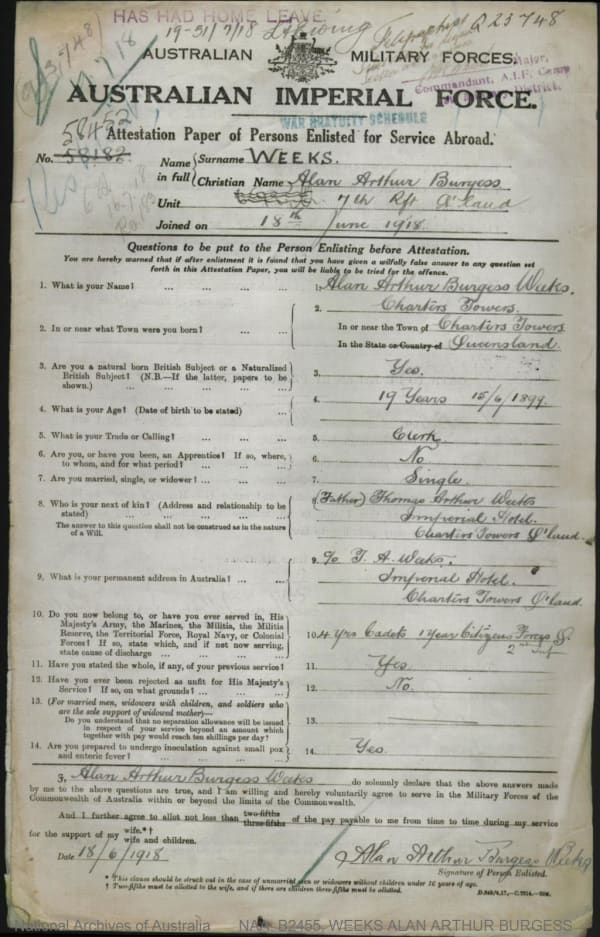 HAS HAD HOME LEAVE
19-31/7/18
Q 23748
AUSTRALIAN MILITARY FORCES.
Major,
Commandant, A.I.F. Camp
District.
AUSTRALIAN IMPERIAL FORCE.
WAR GRATUITY SCHEDULE
Attestation Paper of Persons Enlisted for Service Abroad.
58452
No. 58182
Name in full
Surname WEEKS.
Christian Name Alan Arthur Burgess
Unit 7th Rft Q'land
Joined on 18th June 1918
Questions to be put to the Person Enlisting before Attestation.
You are hereby warned that if after enlistment it is found that you have given a wilfully false answer to any question set
forth in this Attestation Paper, you will be liable to be tried for the offence.
1. What is your Name? ... ... ... 1. Alan Arthur Burgess Weeks.
2. Charters Towers.
2. In or near what Town were you born? ... In or near the Town of Charters Towers
In the State or Country of Queensland.
3. Are you a natural born British Subject or a Naturalized
British Subject? (N.B.—If the latter, papers to be
shown.) ... ... ... ... 3. Yes.
4. What is your Age? (Date of birth to be stated) ... 4. 19 Years 15/6/1899.
5. What is your Trade or Calling? ... ... ... 5. Clerk.
6. Are you, or have you been, an Apprentice? If so, where,
to whom, and for what period? ... ... ... 6. No
7. Are you married, single, or widower? ... ... 7. Single.
8. Who is your next of kin? (Address and relationship to be
stated) ... ... ... ...
The answer to this question shall not be construed as in the nature
of a Will.
8. (Father) Thomas Arthur Weeks
Imperial Hotel.
Charters Towers Q'land.
9. What is your permanent address in Australia? ... ...
9. C/o T. A. Weeks.
Imperial Hotel.
Charters Towers Q'land.
10. Do you now belong to, or have you ever served in, His
Majesty's Army, the Marines, the Militia, the Militia
Reserve, the Territorial Force, Royal Navy, or Colonial
Forces? If so, state which, and if not now serving,
state cause of discharge ... ... ...
10. 4 Yrs Cadets 1 Year Citizens Forces
2nd Inf
11. Have you stated the whole, if any, of your previous service? 11. Yes.
12. Have you ever been rejected as unfit for His Majesty's
Service? If so, on what grounds? ... ... ... 12. No.
13. (For married men, widowers with children, and soldiers who
are the sole support of widowed mother)—
Do you understand that no separation allowance will be issued
in respect of your service beyond an amount which
together with pay would reach ten shillings per day?
13.
14. Are you prepared to undergo inoculation against small pox
and enteric fever? ... ... ... ... 14. Yes.
I, Alan Arthur Burgess Weeks do solemnly declare that the above answers made
by me to the above questions are true, and I am willing and hereby voluntarily agree to serve in the Military Forces of the
Commonwealth of Australia within or beyond the limits of the Commonwealth.
And I further agree to allot not less than two-fifths three-fifths of the pay payable to me from time to time during my service
for the support of my wife.*†
wife and children.
Date 18/6/1918
Alan Arthur Burgess Weeks
Signature of Person Enlisted.
* This clause should be struck out in the case of unmarried men or widowers without children under 16 years of age.
† Two-fifths must be allotted to the wife, and if there are children three-fifths must be allotted.
National Archives of Australia NAA: B2455, WEEKS ALAN ARTHUR BURGESS